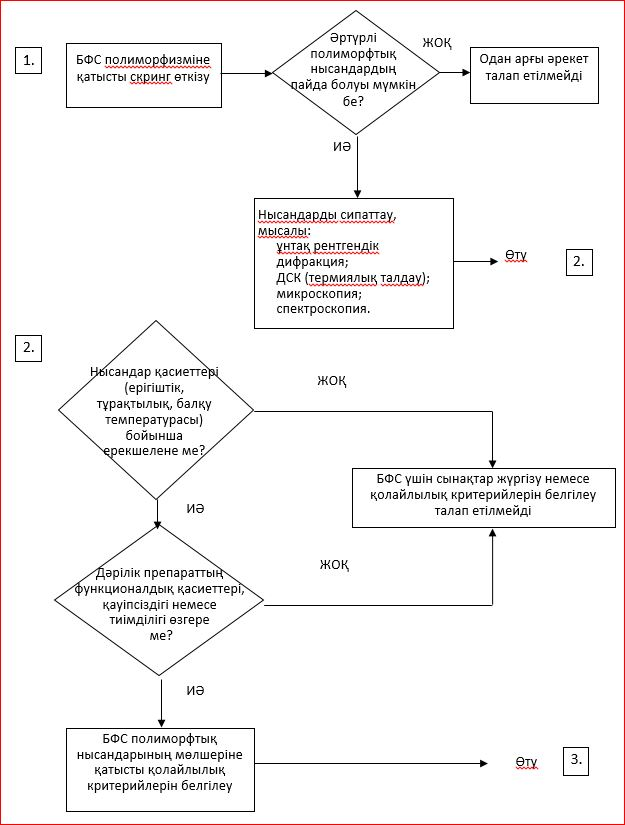 1.
БФС полиморфизміне
қатысты скринг өткізу
Әртүрлі
полиморфтық
нысандардың
пайда болуы мүмкін
бе?
ЖОҚ
Одан арғы әрекет
талап етілмейді
ИӘ
Нысандарды сипаттау,
мысалы:
ұнтақ рентгендік
дифракция;
ДСК (термиялық талдау);
микроскопия;
спектроскопия.
Өту
2.
2.
Нысандар қасиеттері
(ерігіштік,
тұрақтылық, балқу
температурасы)
бойынша
ерекшелене ме?
ЖОҚ
БФС үшін сынақтар жүргізу немесе
қолайлылық критерийлерін белгілеу
талап етілмейді
ИӘ
Дәрілік препараттың
функционалдық қасиеттері,
қауіпсіздігі немесе
тиімділігі өзгере
ме?
ЖОҚ
ИӘ
БФС полиморфтық
нысандарының мөлшеріне
қатысты қолайлылық
критерийлерін белгілеу
Өту
3.